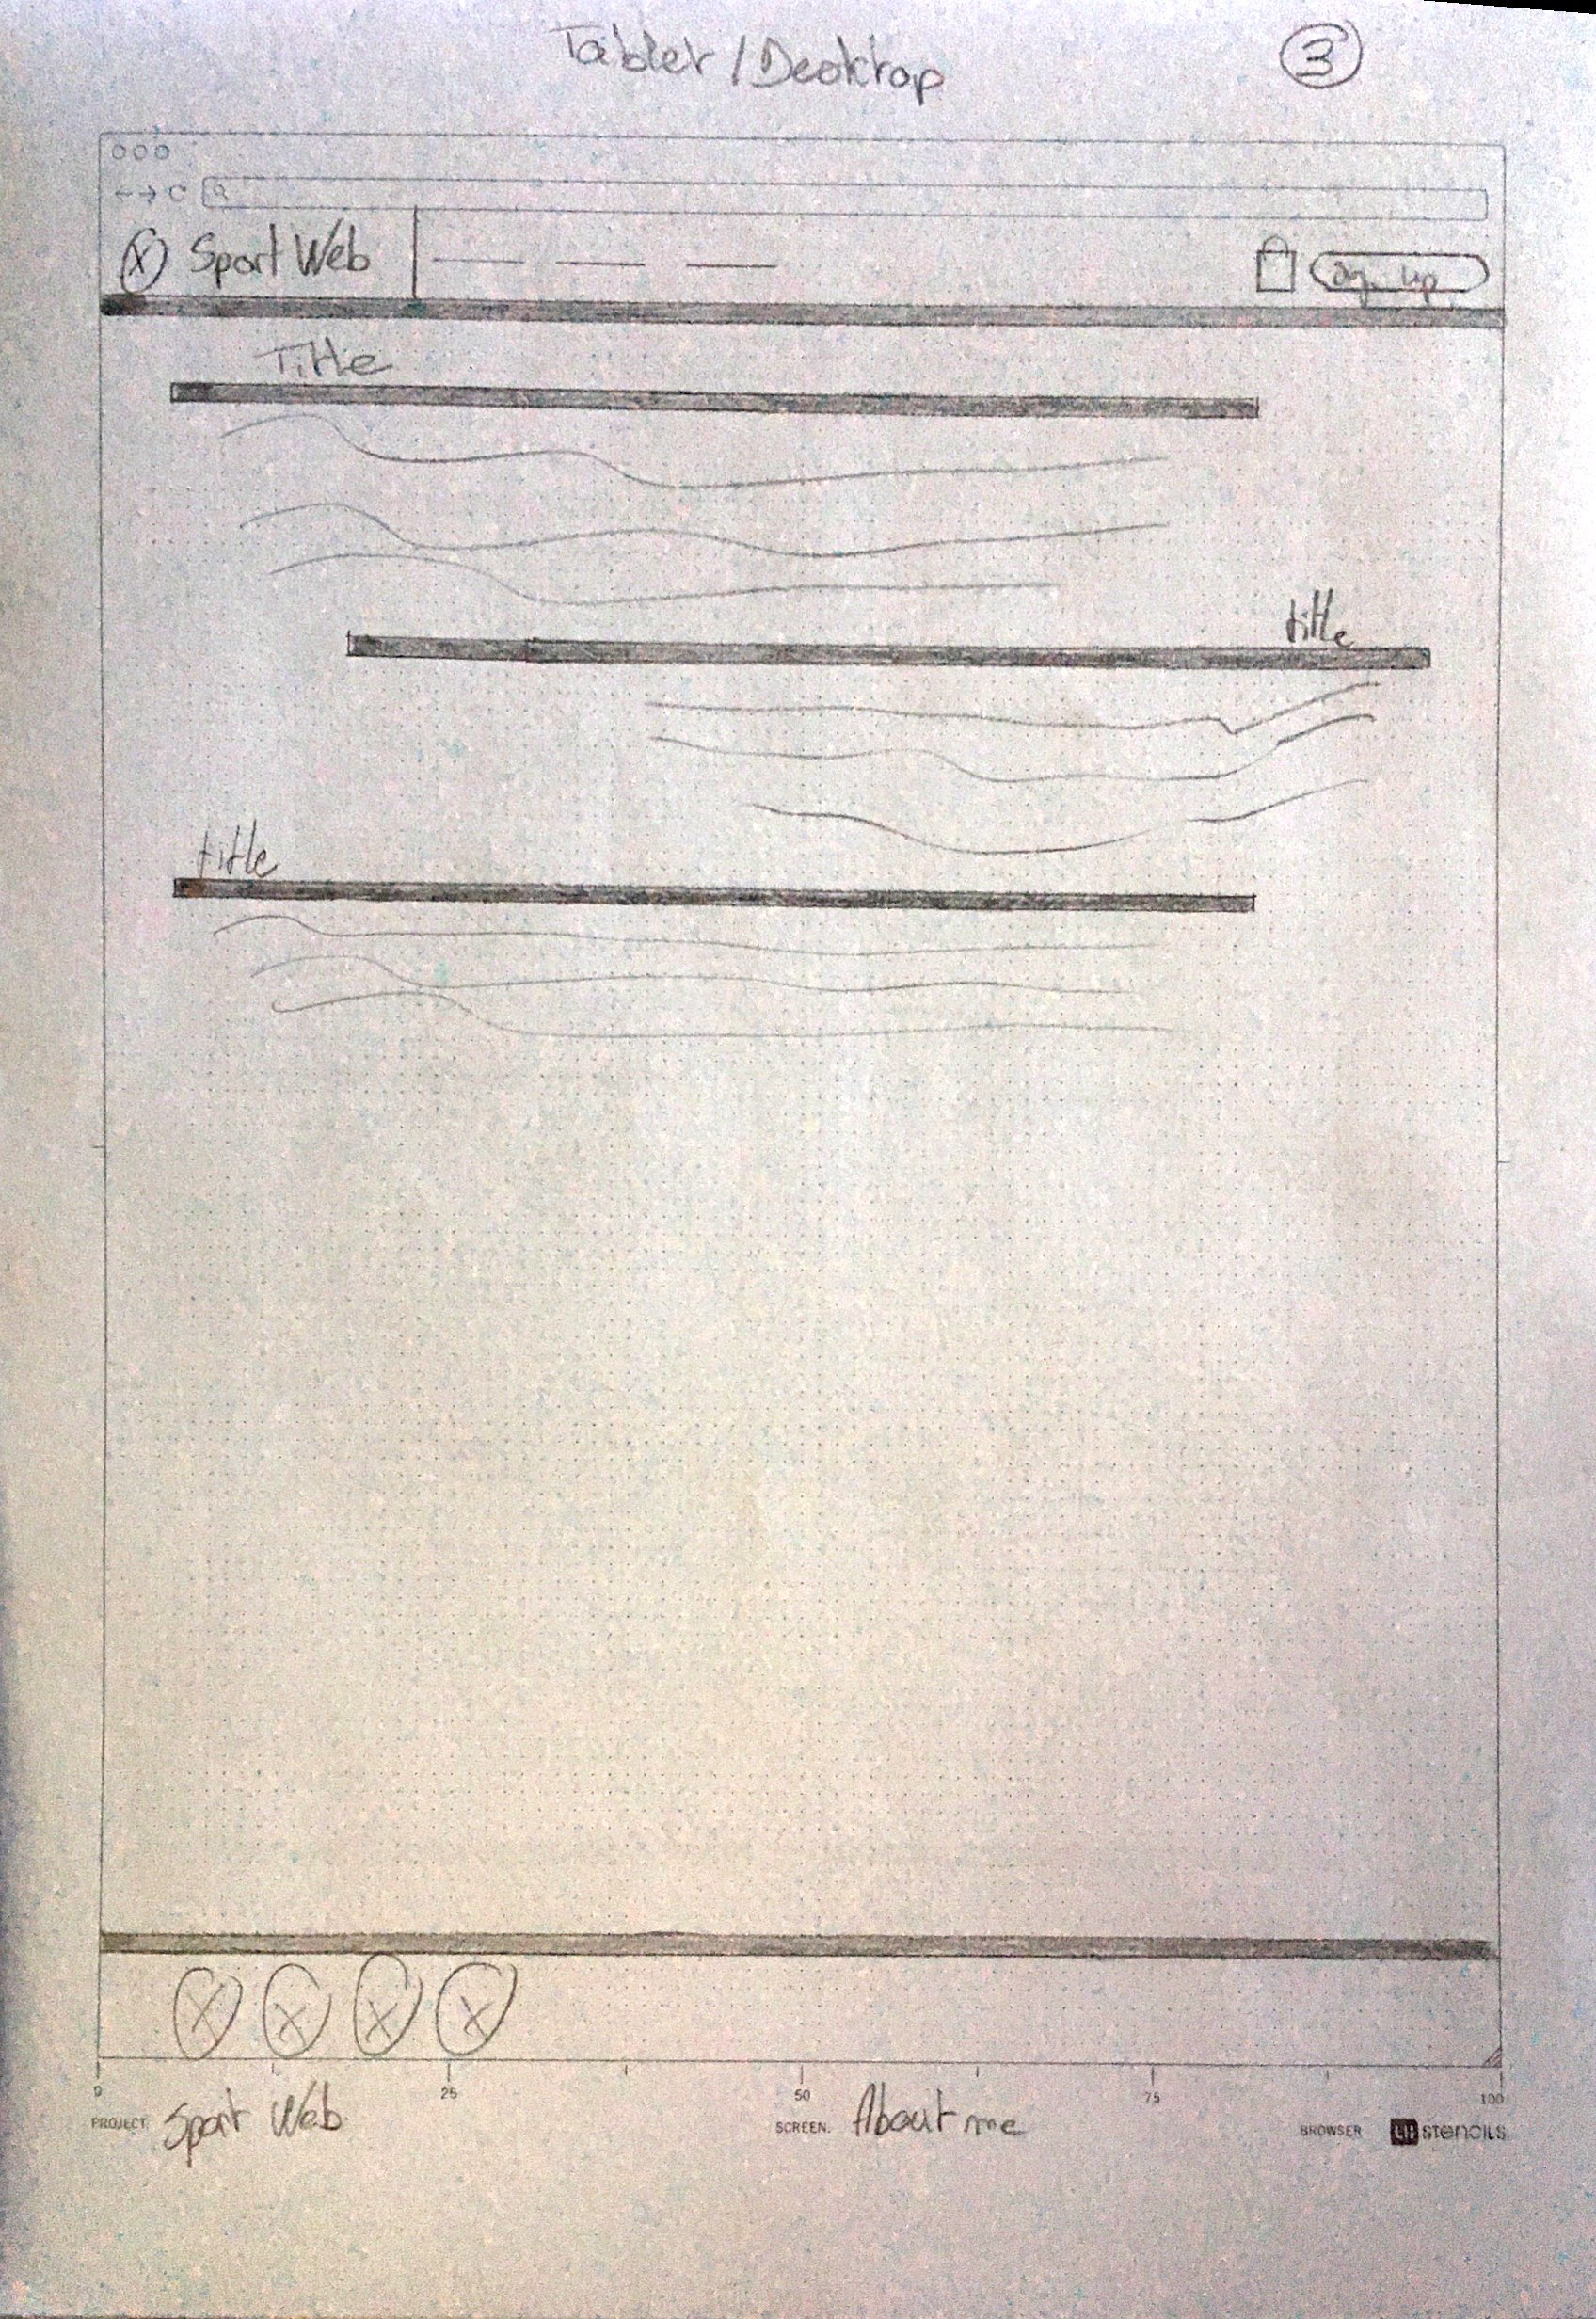 Tablet / Desktop
3
X Sport Web
Sign up
Title
title
title
X X X X
0 25 50 75 100
PROJECT: Sport Web SCREEN: About me BROWSER UI stencils